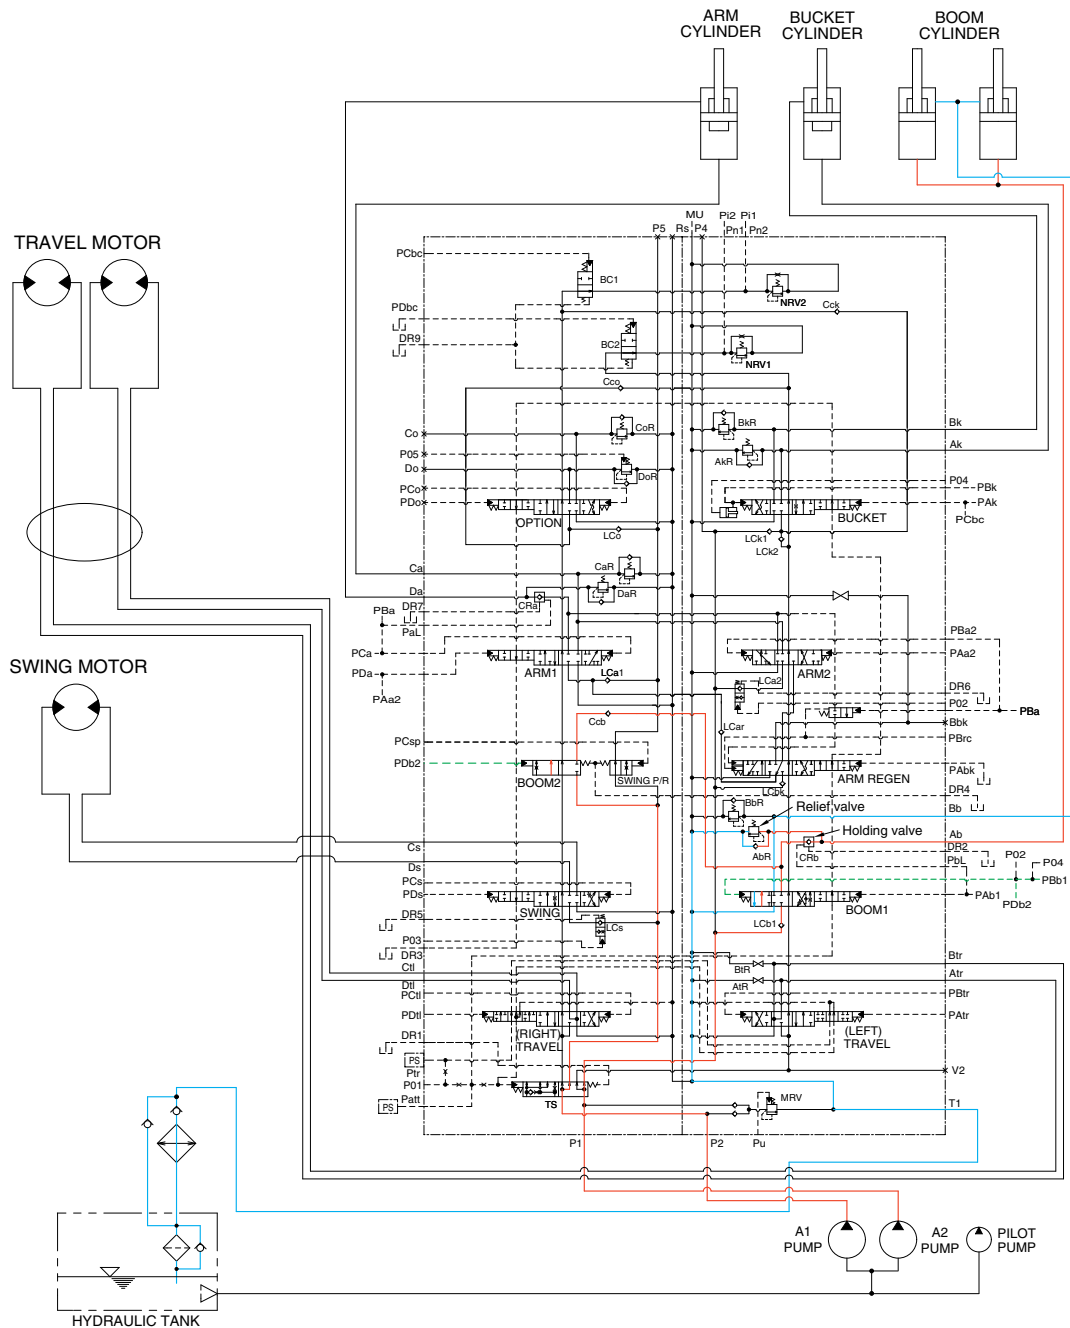 ARM
CYLINDER
BUCKET
CYLINDER
BOOM
CYLINDER
TRAVEL MOTOR
MU
Pi2 Pi1
P5 Rs P4 Pn1 Pn2
PCbc
BC1
NRV2
Cck
PDbc
DR9
BC2
NRV1
Cco
Co
CoR
BkR
Bk
P05
Do
DoR
AkR
Ak
PCo
PDo
OPTION
P04
PBk
PAk
BUCKET
PCbc
LCo
LCk1
LCk2
Ca
CaR
Da
DaR
CRa
PBa
DR7
PaL
PBa2
PCa
PAa2
PDa
ARM1
LCa1
LCa2
ARM2
DR6
PAa2
P02
PBa
SWING MOTOR
Ccb
LCar
Bbk
PCsp
PBrc
PDb2
BOOM2
SWING P/R
ARM REGEN
PAbk
LCbk
DR4
BbR
Relief valve
Bb
Holding valve
Ab
AbR
CRb
DR2
PbL
P02
P04
Cs
Ds
PCs
PDs
SWING
PBb1
PAb1
PDb2
BOOM1
DR5
LCs
LCb1
P03
DR3
Ctl
BtR
Btr
Dtl
AtR
Atr
PCtl
PBtr
PDtl
PAtr
(RIGHT)
TRAVEL
(LEFT)
TRAVEL
DR1
PS
Ptr
P01
V2
Patt
PS
TS
MRV
T1
P1
P2
Pu
A1
PUMP
A2
PUMP
PILOT
PUMP
HYDRAULIC TANK